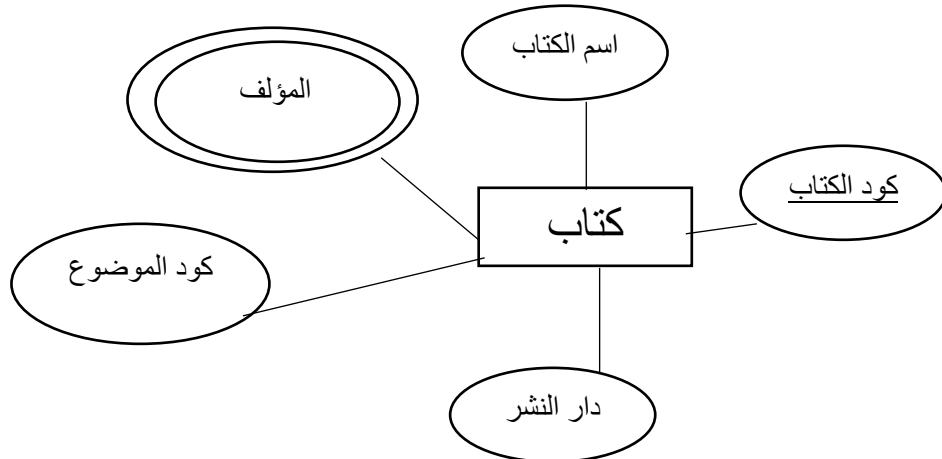 اسم الكتاب
المؤلف
كود الكتاب
كتاب
كود الموضوع
دار النشر